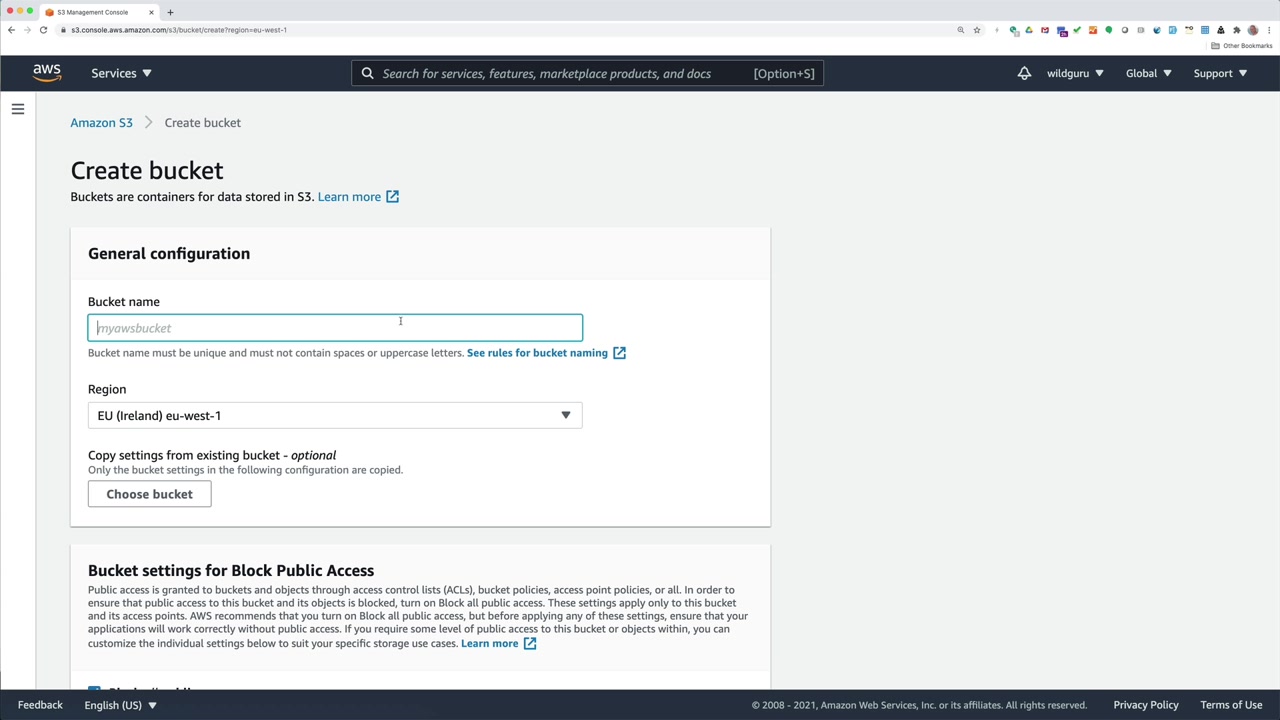 S3 Management Console
s3.console.aws.amazon.com/s3/bucket/create?region=eu-west-1
Other Bookmarks
aws
Services
Search for services, features, marketplace products, and docs [Option+S]
wildguru
Global
Support
Amazon S3
Create bucket
Create bucket
Buckets are containers for data stored in S3. Learn more
General configuration
Bucket name
myawsbucket
Bucket name must be unique and must not contain spaces or uppercase letters. See rules for bucket naming
Region
EU (Ireland) eu-west-1
Copy settings from existing bucket - optional
Only the bucket settings in the following configuration are copied.
Choose bucket
Bucket settings for Block Public Access
Public access is granted to buckets and objects through access control lists (ACLs), bucket policies, access point policies, or all. In order
to ensure that public access to this bucket and its objects is blocked, turn on Block all public access. These settings apply only to this bucket
and its access points. AWS recommends that you turn on Block all public access, but before applying any of these settings, ensure that your
applications will work correctly without public access. If you require some level of public access to this bucket or objects within, you can
customize the individual settings below to suit your specific storage use cases. Learn more
Feedback
English (US)
© 2008 - 2021, Amazon Web Services, Inc. or its affiliates. All rights reserved.
Privacy Policy
Terms of Use